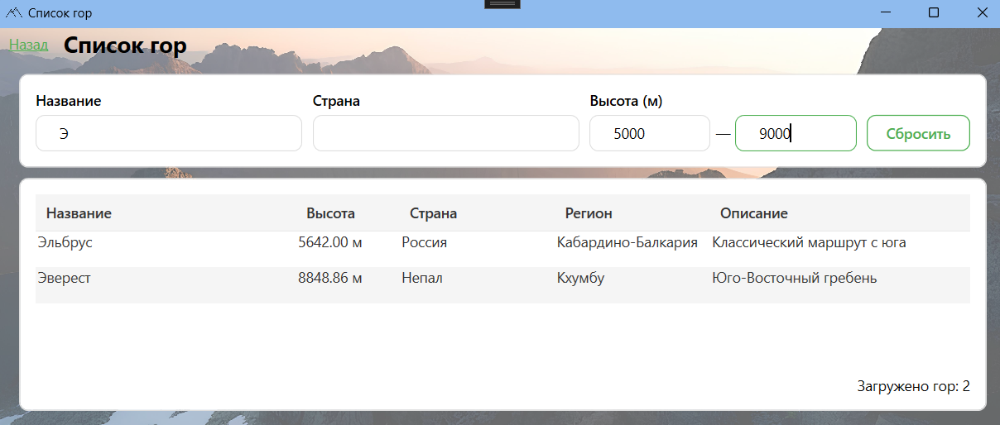 Список гор
Назад Список гор
Название Страна Высота (м)
Э 5000 — 9000 Сбросить
Название Высота Страна Регион Описание
Эльбрус 5642.00 м Россия Кабардино-Балкария Классический маршрут с юга
Эверест 8848.86 м Непал Кхумбу Юго-Восточный гребень
Загружено гор: 2